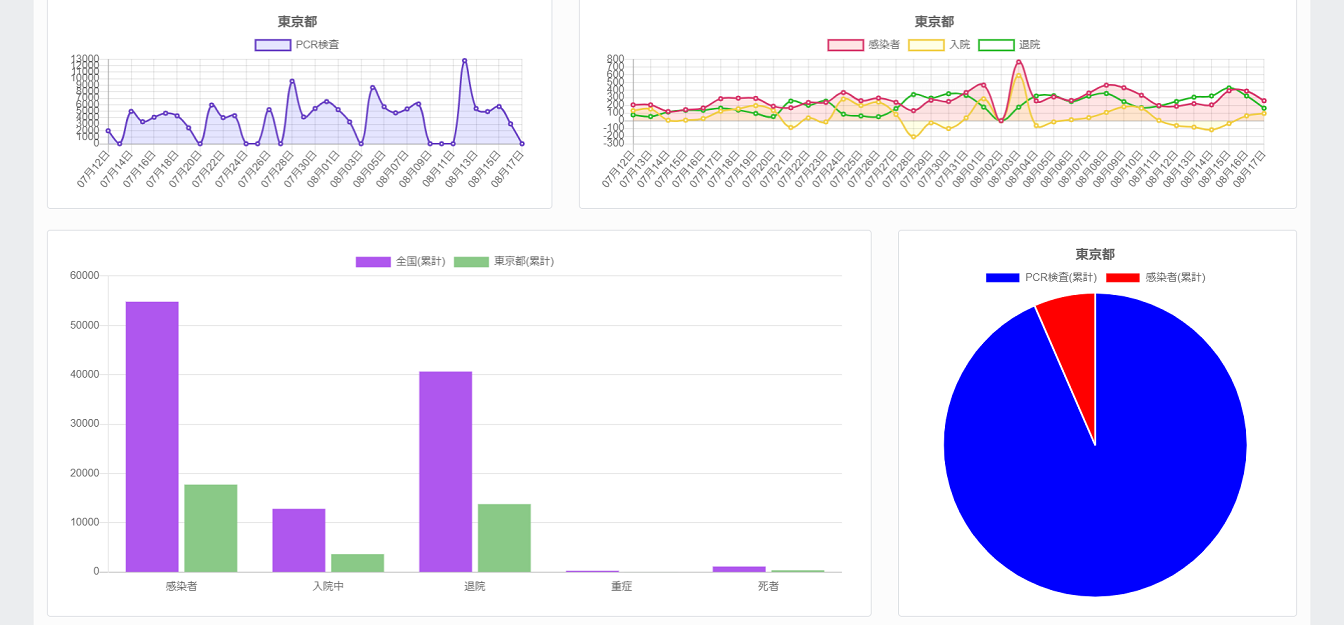 東京都
PCR検査
13000
12000
11000
10000
9000
8000
7000
6000
5000
4000
3000
2000
1000
0
07月12日
07月14日
07月16日
07月18日
07月20日
07月22日
07月24日
07月26日
07月28日
07月30日
08月01日
08月03日
08月05日
08月07日
08月09日
08月11日
08月13日
08月15日
08月17日
東京都
感染者 入院 退院
800
700
600
500
400
300
200
100
0
-100
-200
-300
07月12日
07月13日
07月14日
07月15日
07月16日
07月17日
07月18日
07月19日
07月20日
07月21日
07月22日
07月23日
07月24日
07月25日
07月26日
07月27日
07月28日
07月29日
07月30日
07月31日
08月01日
08月02日
08月03日
08月04日
08月05日
08月06日
08月07日
08月08日
08月09日
08月10日
08月11日
08月12日
08月13日
08月14日
08月15日
08月16日
08月17日
全国(累計) 東京都(累計)
60000
50000
40000
30000
20000
10000
0
感染者 入院中 退院 重症 死者
東京都
PCR検査(累計) 感染者(累計)